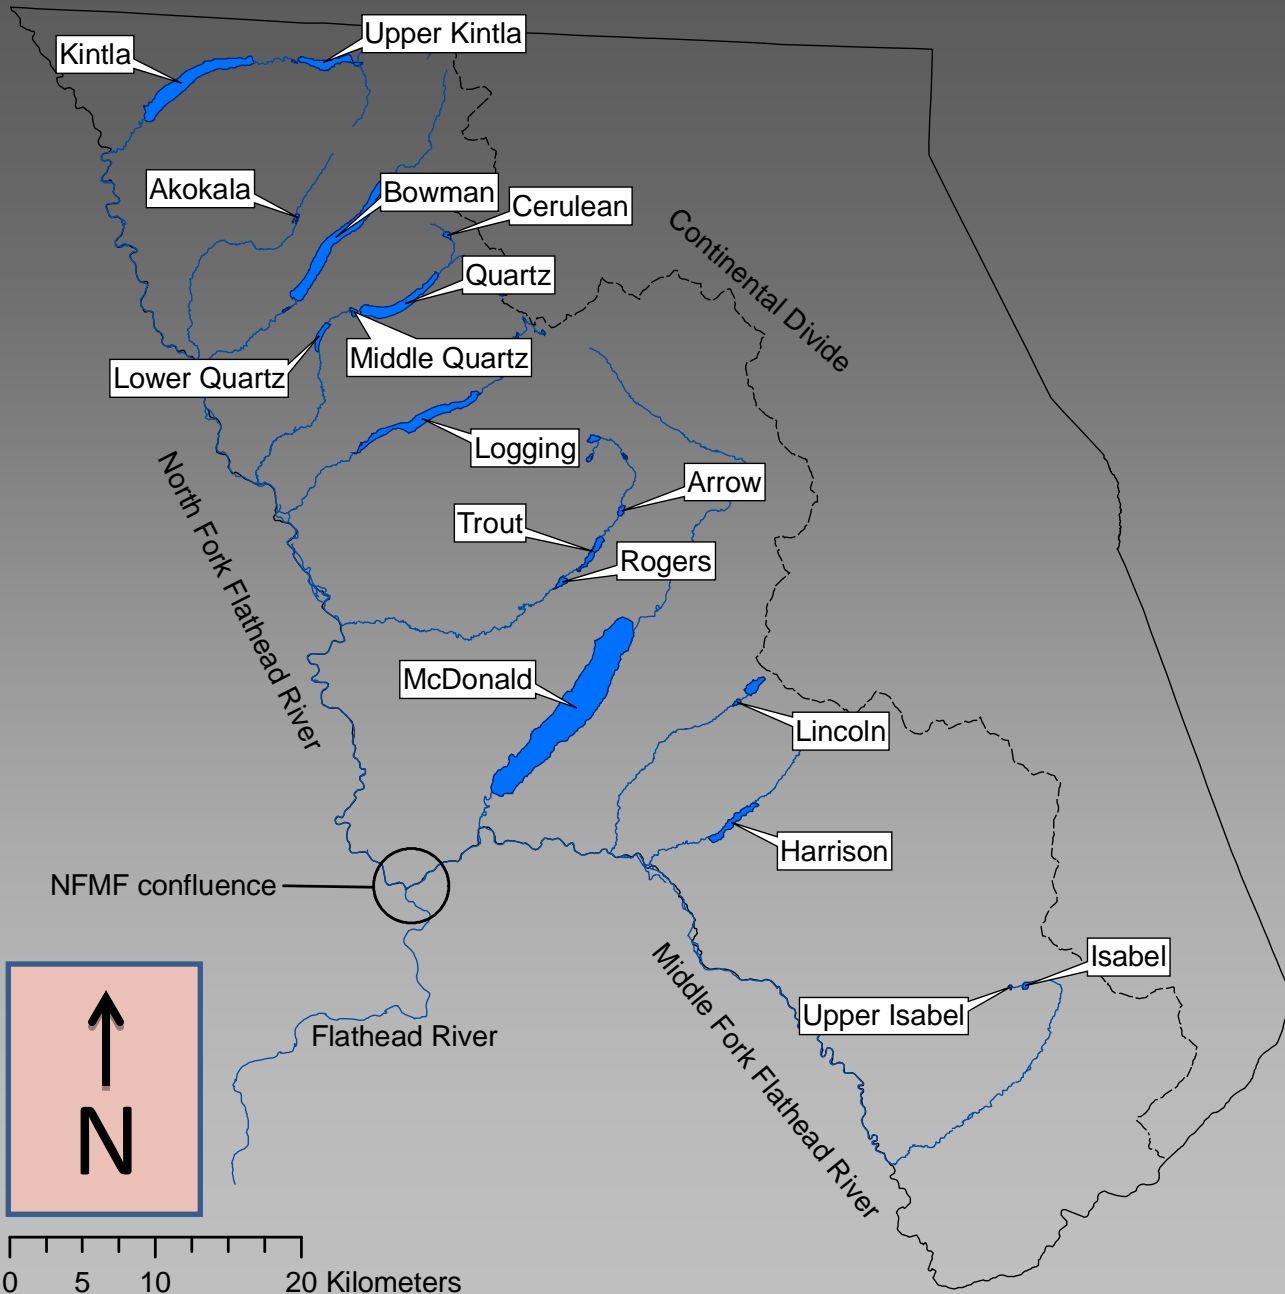 Upper Kintla
Kintla
Akokala
Bowman
Cerulean
Continental Divide
Quartz
Middle Quartz
Lower Quartz
Logging
Arrow
North Fork Flathead River
Trout
Rogers
McDonald
Lincoln
Harrison
NFMF confluence
Isabel
Middle Fork Flathead River
Upper Isabel
Flathead River
N
0 5 10 20 Kilometers